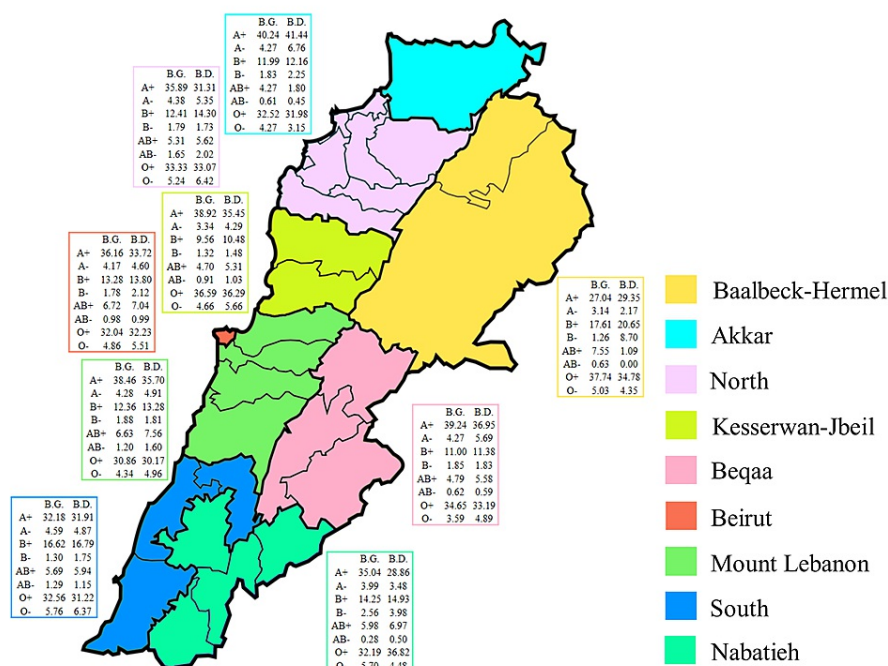 B.G. B.D.
A+ 40.24 41.44
A- 4.27 6.76
B+ 11.99 12.16
B- 1.83 2.25
AB+ 4.27 1.80
AB- 0.61 0.45
O+ 32.52 31.98
O- 4.27 3.15
B.G. B.D.
A+ 35.89 31.31
A- 4.38 5.35
B+ 12.41 14.30
B- 1.79 1.73
AB+ 5.31 5.62
AB- 1.65 2.02
O+ 33.33 33.07
O- 5.24 6.42
B.G. B.D.
A+ 38.92 35.45
A- 3.34 4.29
B+ 9.56 10.48
B- 1.32 1.48
AB+ 4.70 5.31
AB- 0.91 1.03
O+ 36.59 36.29
O- 4.66 5.66
B.G. B.D.
A+ 36.16 33.72
A- 4.17 4.60
B+ 13.28 13.80
B- 1.78 2.12
AB+ 6.72 7.04
AB- 0.98 0.99
O+ 32.04 32.23
O- 4.86 5.51
B.G. B.D.
A+ 27.04 29.35
A- 3.14 2.17
B+ 17.61 20.65
B- 1.26 8.70
AB+ 7.55 1.09
AB- 0.63 0.00
O+ 37.74 34.78
O- 5.03 4.35
B.G. B.D.
A+ 38.46 35.70
A- 4.28 4.91
B+ 12.36 13.28
B- 1.88 1.81
AB+ 6.63 7.56
AB- 1.20 1.60
O+ 30.86 30.17
O- 4.34 4.96
B.G. B.D.
A+ 39.24 36.95
A- 4.27 5.69
B+ 11.00 11.38
B- 1.85 1.83
AB+ 4.79 5.58
AB- 0.62 0.59
O+ 34.65 33.19
O- 3.59 4.89
B.G. B.D.
A+ 32.18 31.91
A- 4.59 4.87
B+ 16.62 16.79
B- 1.30 1.75
AB+ 5.69 5.94
AB- 1.29 1.15
O+ 32.56 31.22
O- 5.76 6.37
B.G. B.D.
A+ 35.04 28.86
A- 3.99 3.48
B+ 14.25 14.93
B- 2.56 3.98
AB+ 5.98 6.97
AB- 0.28 0.50
O+ 32.19 36.82
O- 5.70 4.48
Baalbeck-Hermel
Akkar
North
Kesserwan-Jbeil
Beqaa
Beirut
Mount Lebanon
South
Nabatieh